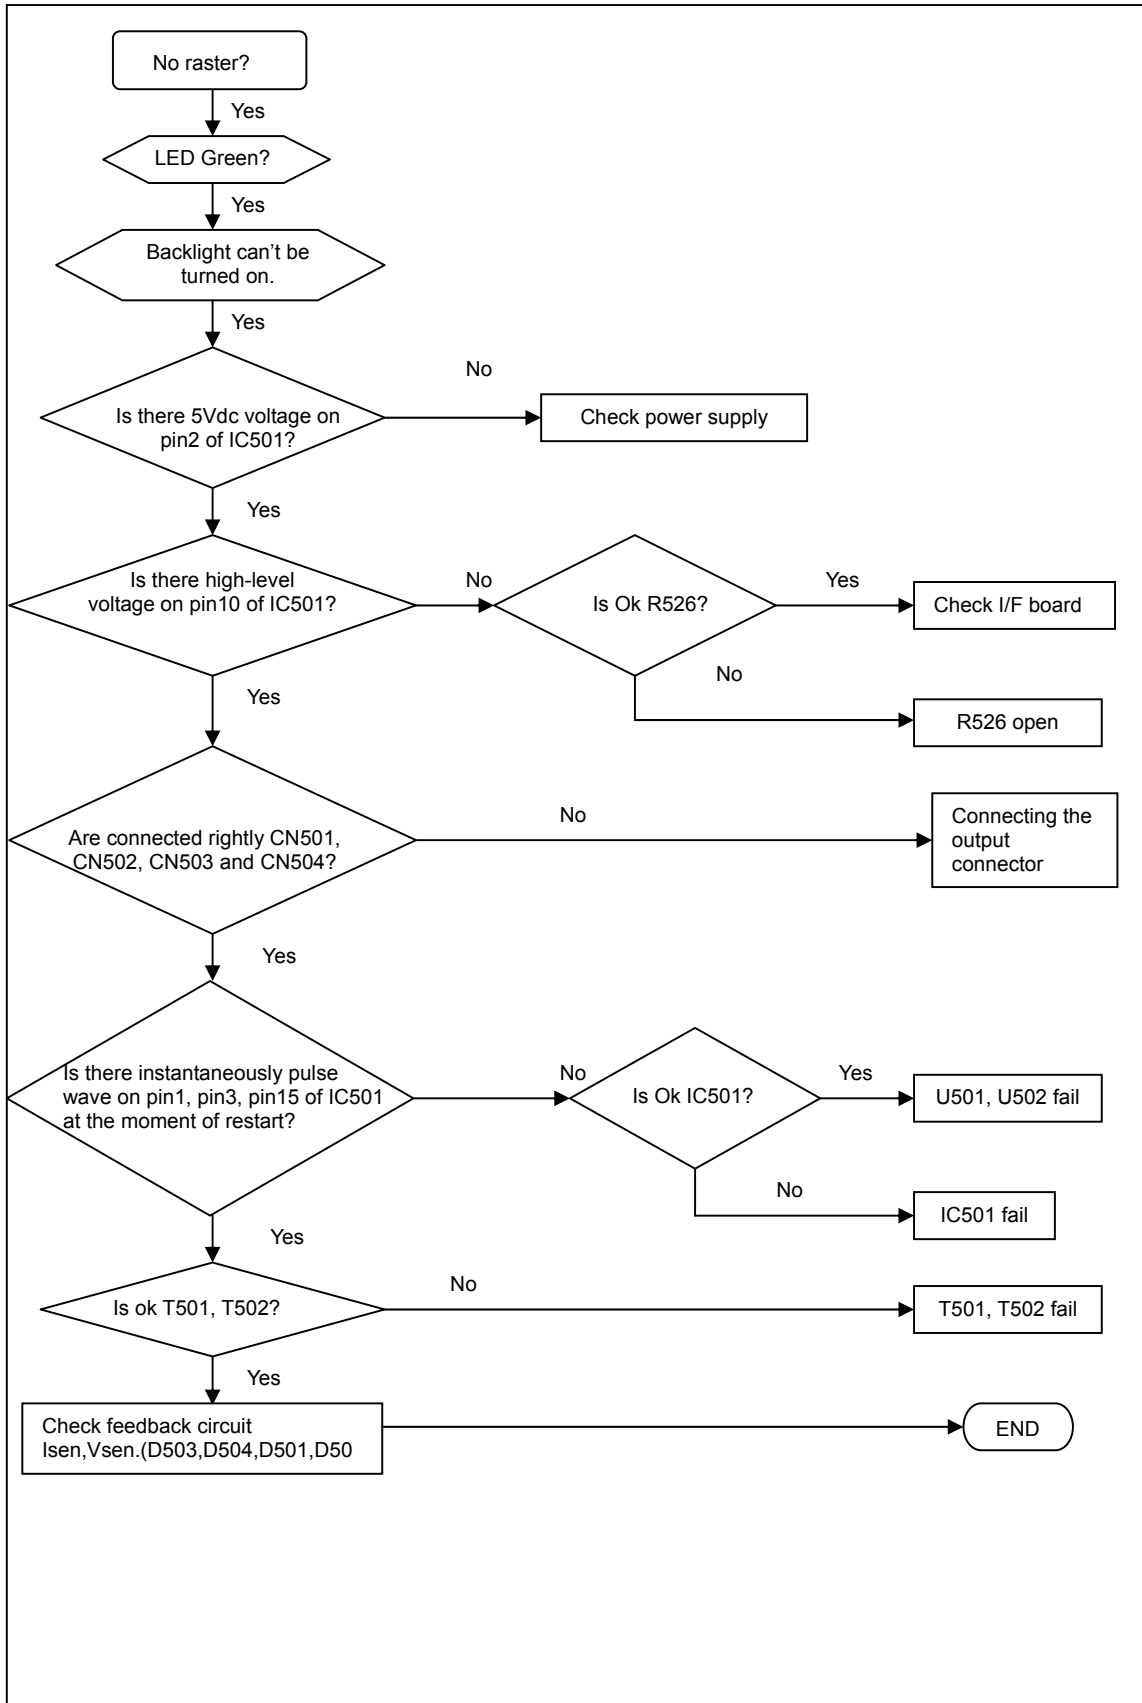 No raster?
Yes
LED Green?
Yes
Backlight can't be
turned on.
Yes
Is there 5Vdc voltage on
pin2 of IC501?
No
Check power supply
Yes
Is there high-level
voltage on pin10 of IC501?
No
Is Ok R526?
Yes
Check I/F board
No
R526 open
Yes
Are connected rightly CN501,
CN502, CN503 and CN504?
No
Connecting the
output
connector
Yes
Is there instantaneously pulse
wave on pin1, pin3, pin15 of IC501
at the moment of restart?
No
Is Ok IC501?
Yes
U501, U502 fail
No
IC501 fail
Yes
Is ok T501, T502?
No
T501, T502 fail
Yes
Check feedback circuit
Isen,Vsen.(D503,D504,D501,D50
END